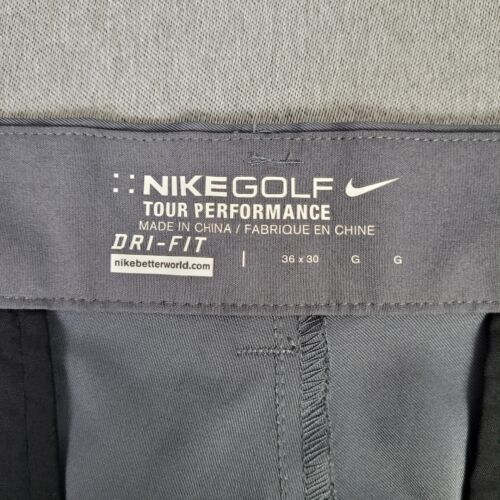 NIKEGOLF
TOUR PERFORMANCE
MADE IN CHINA / FABRIQUE EN CHINE
DRI-FIT
nikebetterworld.com | 36 x 30 G G